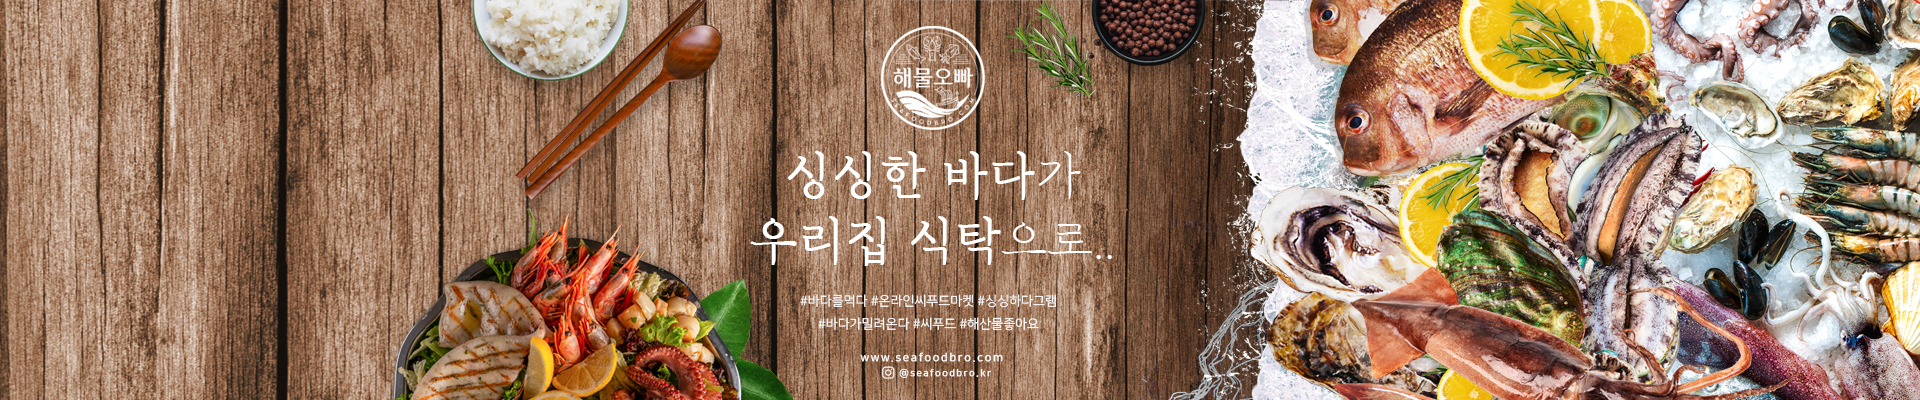 해물오빠
SEAFOODBRO.COM
싱싱한 바다가
우리집 식탁으로..
#바다를먹다 #온라인씨푸드마켓 #싱싱하다그램
#바다가밀려온다 #씨푸드 #해산물좋아요
www.seafoodbro.com
@seafoodbro.kr